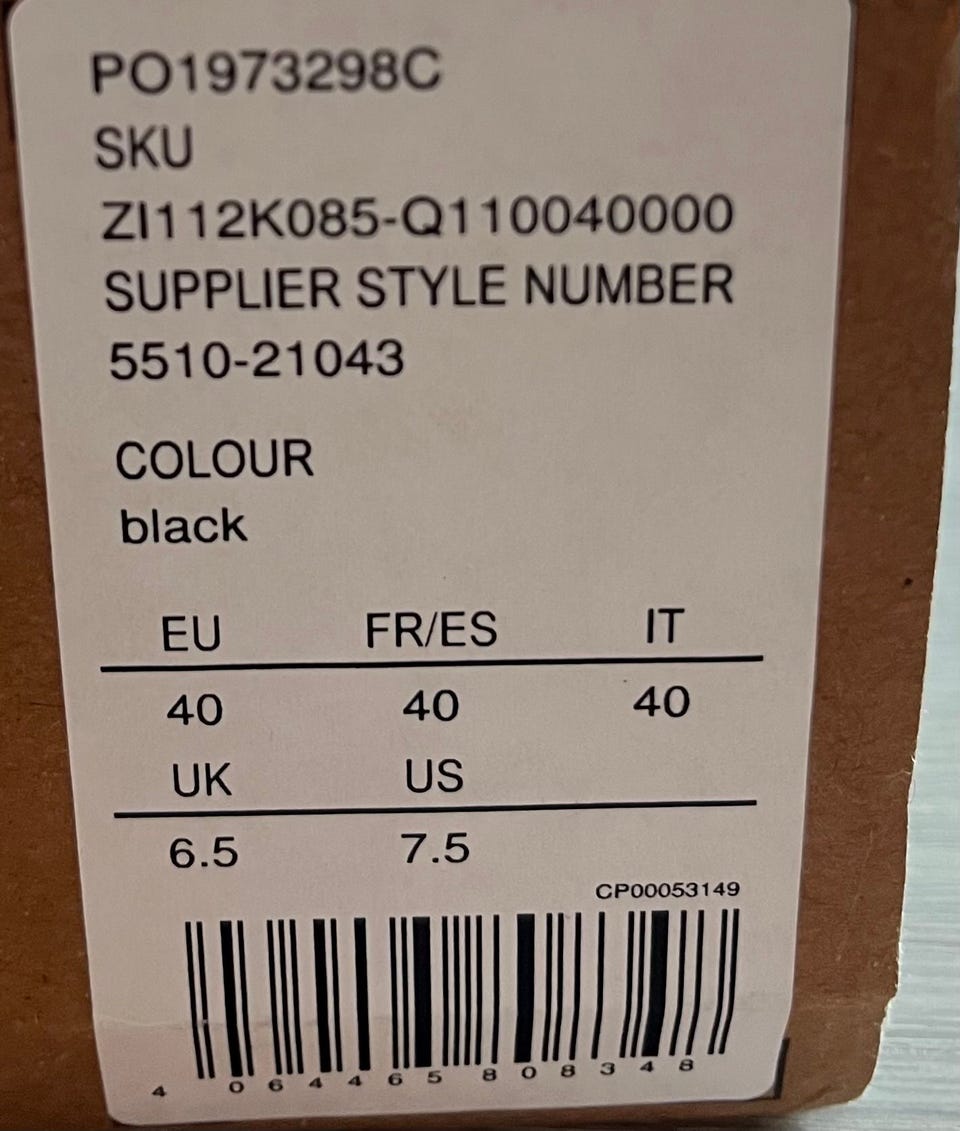 PO1973298C
SKU
ZI112K085-Q110040000
SUPPLIER STYLE NUMBER
5510-21043
COLOUR
black
EU FR/ES IT
40 40 40
UK US
6.5 7.5
CP00053149
4 064465 808348